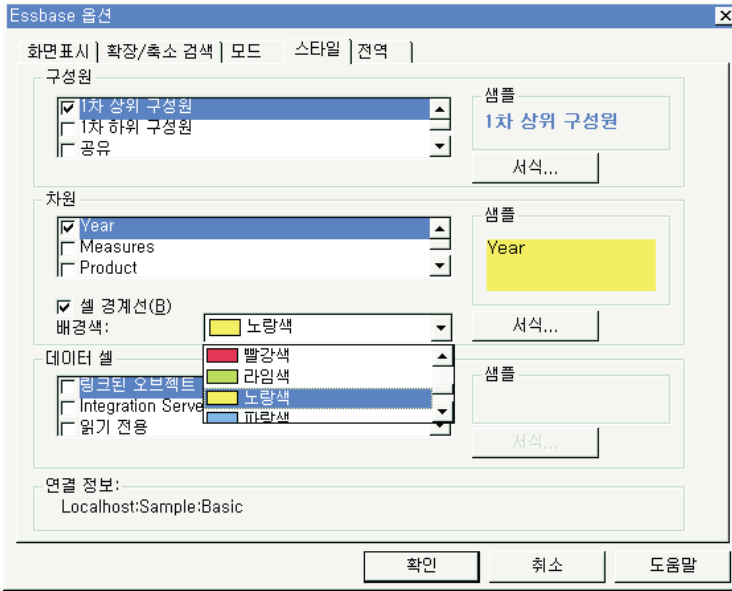 Essbase 옵션
화면표시 확장/축소 검색 모드 스타일 전역
구성원
1차 상위 구성원
1차 하위 구성원
공유
샘플
1차 상위 구성원
서식...
차원
Year
Measures
Product
샘플
Year
셀 경계선(B)
배경색:
노랑색
서식...
빨강색
라임색
노랑색
파랑색
데이터 셀
링크된 오브젝트
Integration Serve
읽기 전용
샘플
서식...
연결 정보:
Localhost:Sample:Basic
확인 취소 도움말